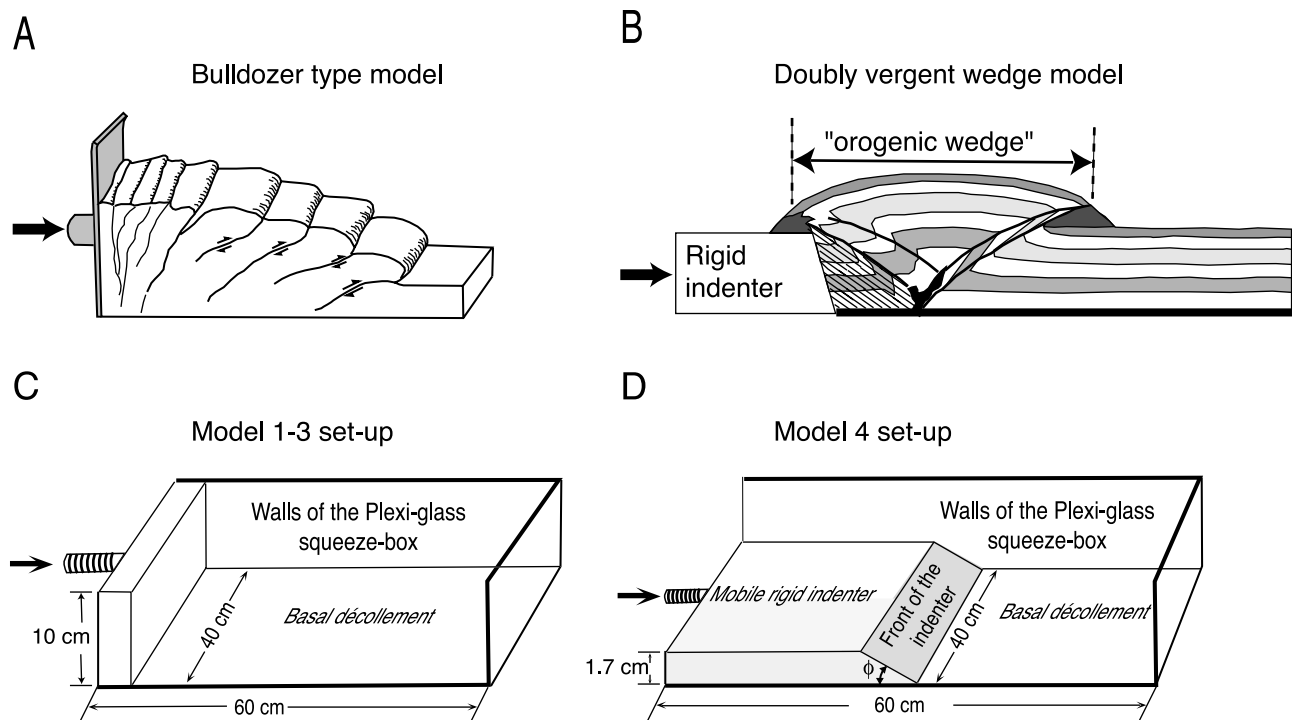 A
Bulldozer type model
B
Doubly vergent wedge model
"orogenic wedge"
Rigid
indenter
C
Model 1-3 set-up
Walls of the Plexi-glass
squeeze-box
Basal décollement
40 cm
10 cm
60 cm
D
Model 4 set-up
Walls of the Plexi-glass
squeeze-box
Mobile rigid indenter
Front of the
indenter
40 cm
Basal décollement
1.7 cm
ϕ
60 cm